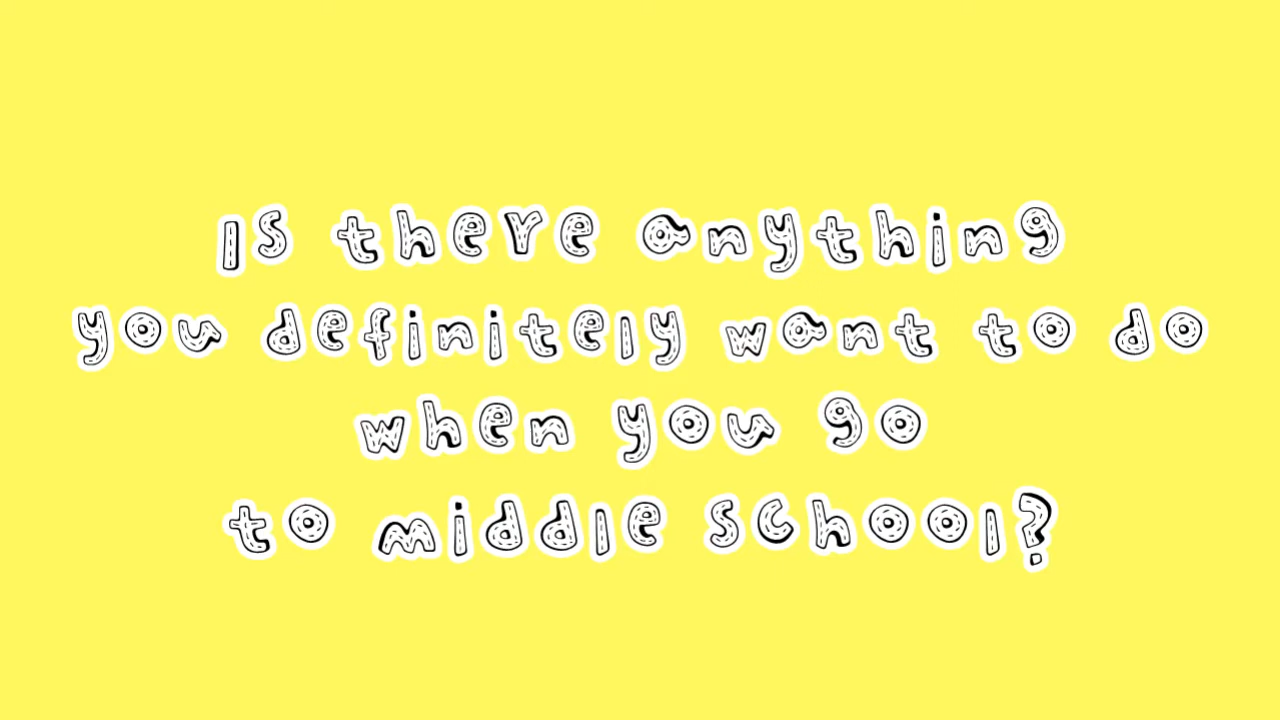 Is there anything
you definitely want to do
when you go
to middle school?